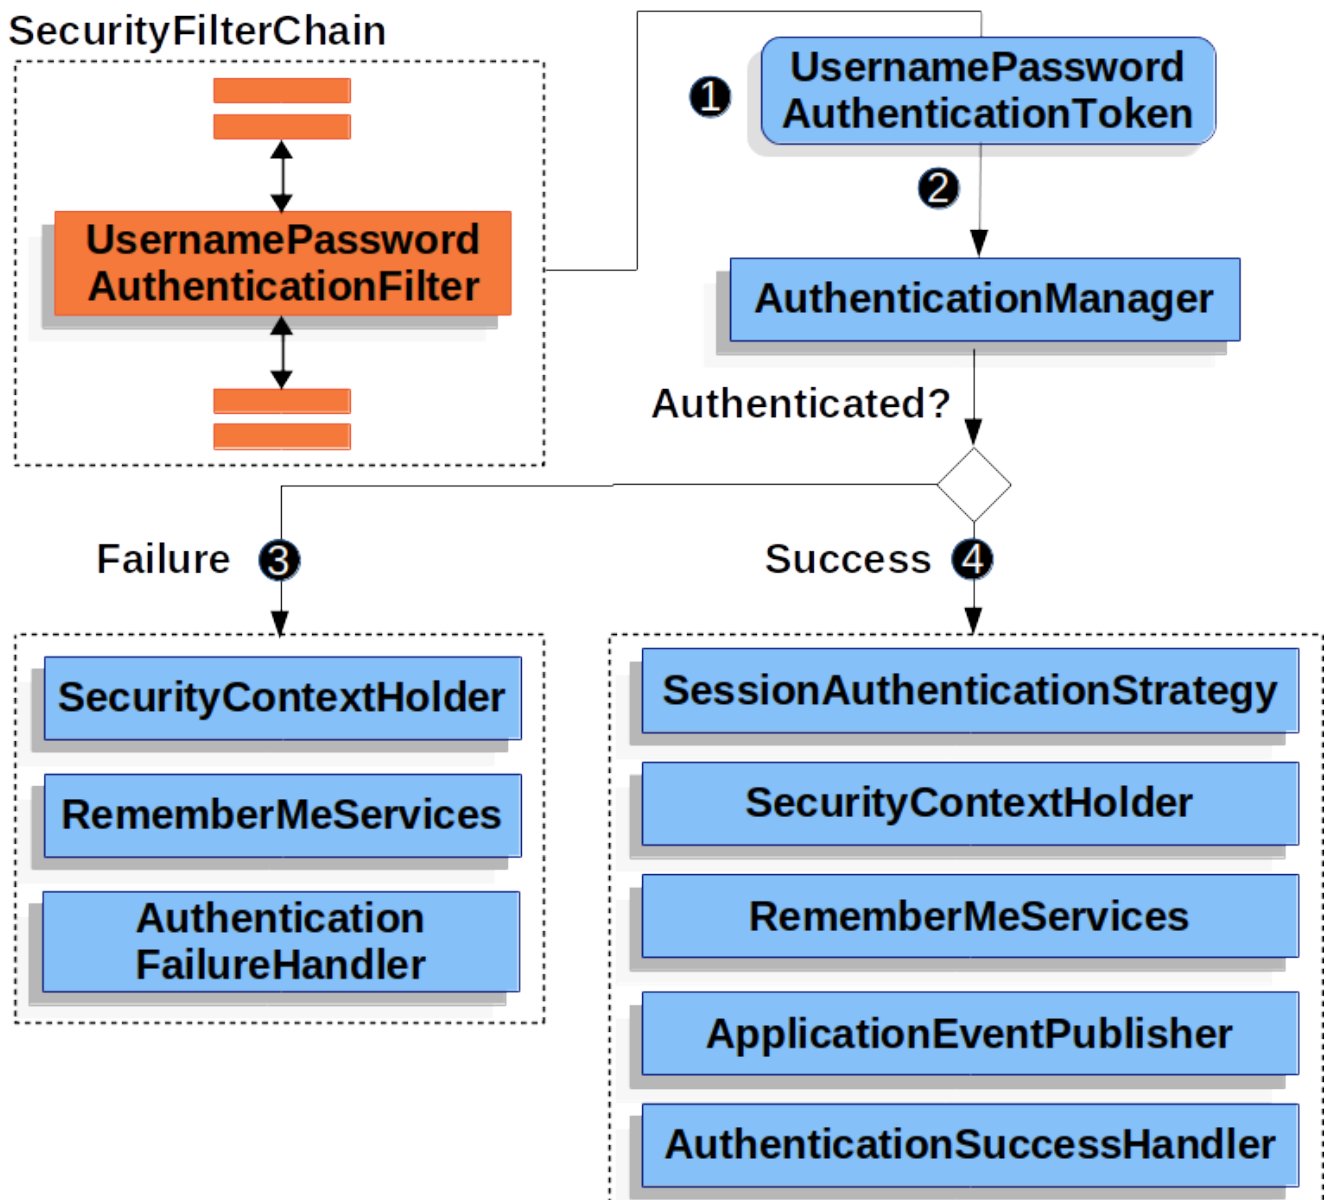 SecurityFilterChain
UsernamePassword
AuthenticationFilter
1
UsernamePassword
AuthenticationToken
2
AuthenticationManager
Authenticated?
Failure 3
Success 4
SecurityContextHolder
RememberMeServices
Authentication
FailureHandler
SessionAuthenticationStrategy
SecurityContextHolder
RememberMeServices
ApplicationEventPublisher
AuthenticationSuccessHandler